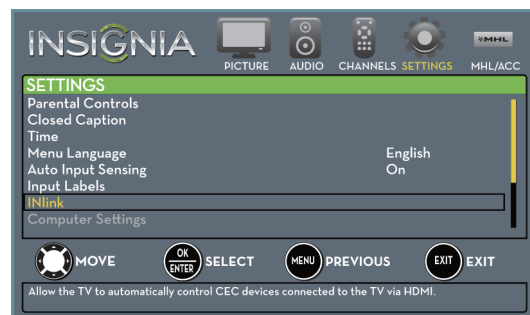 INSIGNIA
PICTURE AUDIO CHANNELS SETTINGS MHL/ACC
MHL
SETTINGS
Parental Controls
Closed Caption
Time
Menu Language English
Auto Input Sensing On
Input Labels
INlink
Computer Settings
MOVE OK ENTER SELECT MENU PREVIOUS EXIT EXIT
Allow the TV to automatically control CEC devices connected to the TV via HDMI.